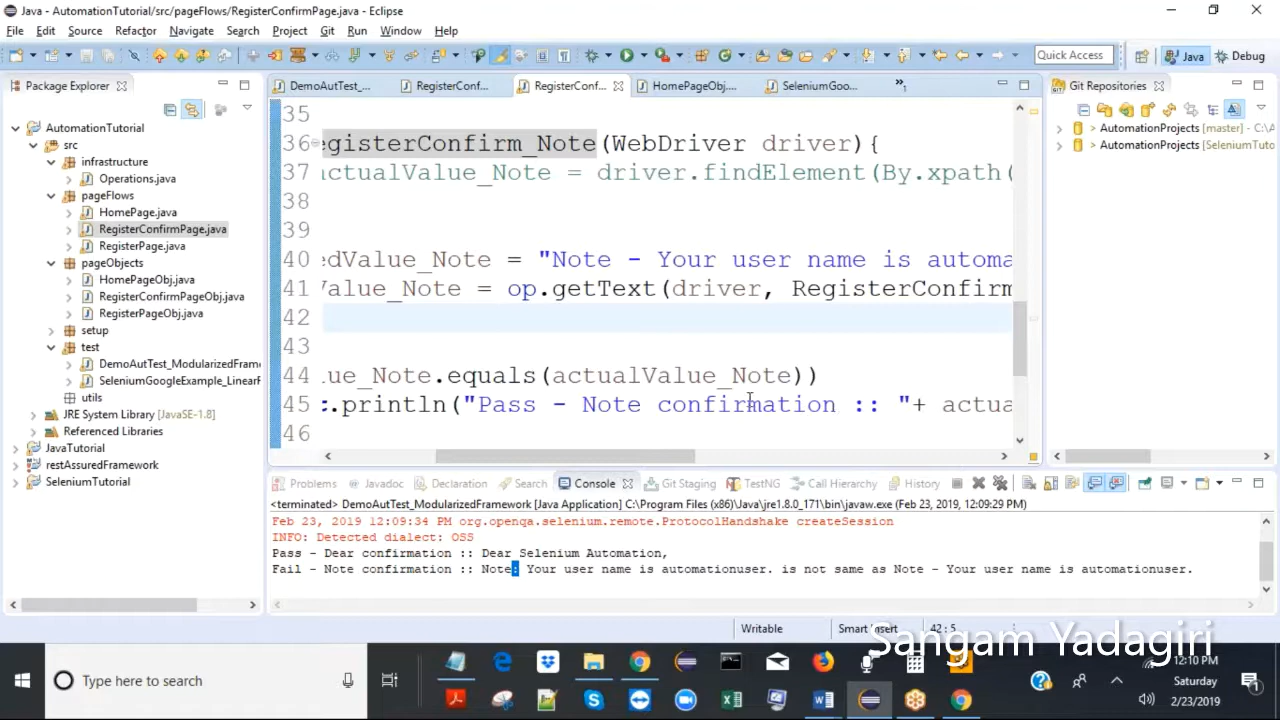 Java - AutomationTutorial/src/pageFlows/RegisterConfirmPage.java - Eclipse
File Edit Source Refactor Navigate Search Project Git Run Window Help
Quick Access
Java
Debug
Package Explorer
DemoAutTest_...
RegisterConf...
RegisterConf...
HomePageObj....
SeleniumGoo...
»1
Git Repositories
AutomationTutorial
src
infrastructure
Operations.java
pageFlows
HomePage.java
RegisterConfirmPage.java
RegisterPage.java
pageObjects
HomePageObj.java
RegisterConfirmPageObj.java
RegisterPageObj.java
setup
test
DemoAutTest_ModularizedFram
SeleniumGoogleExample_LinearF
utils
JRE System Library [JavaSE-1.8]
Referenced Libraries
JavaTutorial
restAssuredFramework
SeleniumTutorial
35
36 egisterConfirm_Note(WebDriver driver){
37 actualValue_Note = driver.findElement(By.xpath(
38
39
40 edValue_Note = "Note - Your user name is automa
41 Value_Note = op.getText(driver, RegisterConfirm
42
43
44 ue_Note.equals(actualValue_Note))
45 .println("Pass - Note confirmation :: "+ actua
46
> AutomationProjects [master] - C:\A
> AutomationProjects [SeleniumTuto
Problems Javadoc Declaration Search Console Git Staging TestNG Call Hierarchy History
<terminated> DemoAutTest_ModularizedFramework [Java Application] C:\Program Files (x86)\Java\jre1.8.0_171\bin\javaw.exe (Feb 23, 2019, 12:09:29 PM)
Feb 23, 2019 12:09:34 PM org.openqa.selenium.remote.ProtocolHandshake createSession
INFO: Detected dialect: OSS
Pass - Dear confirmation :: Dear Selenium Automation,
Fail - Note confirmation :: Note: Your user name is automationuser. is not same as Note - Your user name is automationuser.
Writable
Smart Insert
42 : 5
Sangam Yadagiri
Type here to search
12:10 PM
Saturday
2/23/2019
1